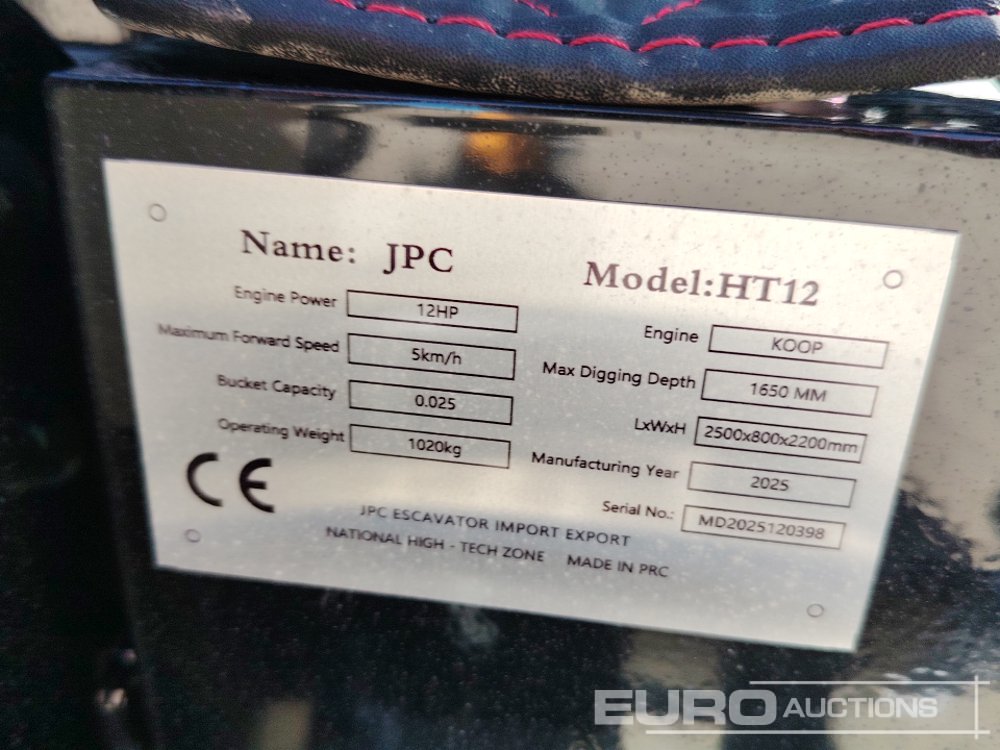 Name: JPC
Model:HT12
Engine Power 12HP
Maximum Forward Speed 5km/h
Bucket Capacity 0.025
Operating Weight 1020kg
Engine KOOP
Max Digging Depth 1650 MM
LxWxH 2500x800x2200mm
Manufacturing Year 2025
Serial No.: MD2025120398
CE
JPC ESCAVATOR IMPORT EXPORT
NATIONAL HIGH - TECH ZONE MADE IN PRC
EURO AUCTIONS